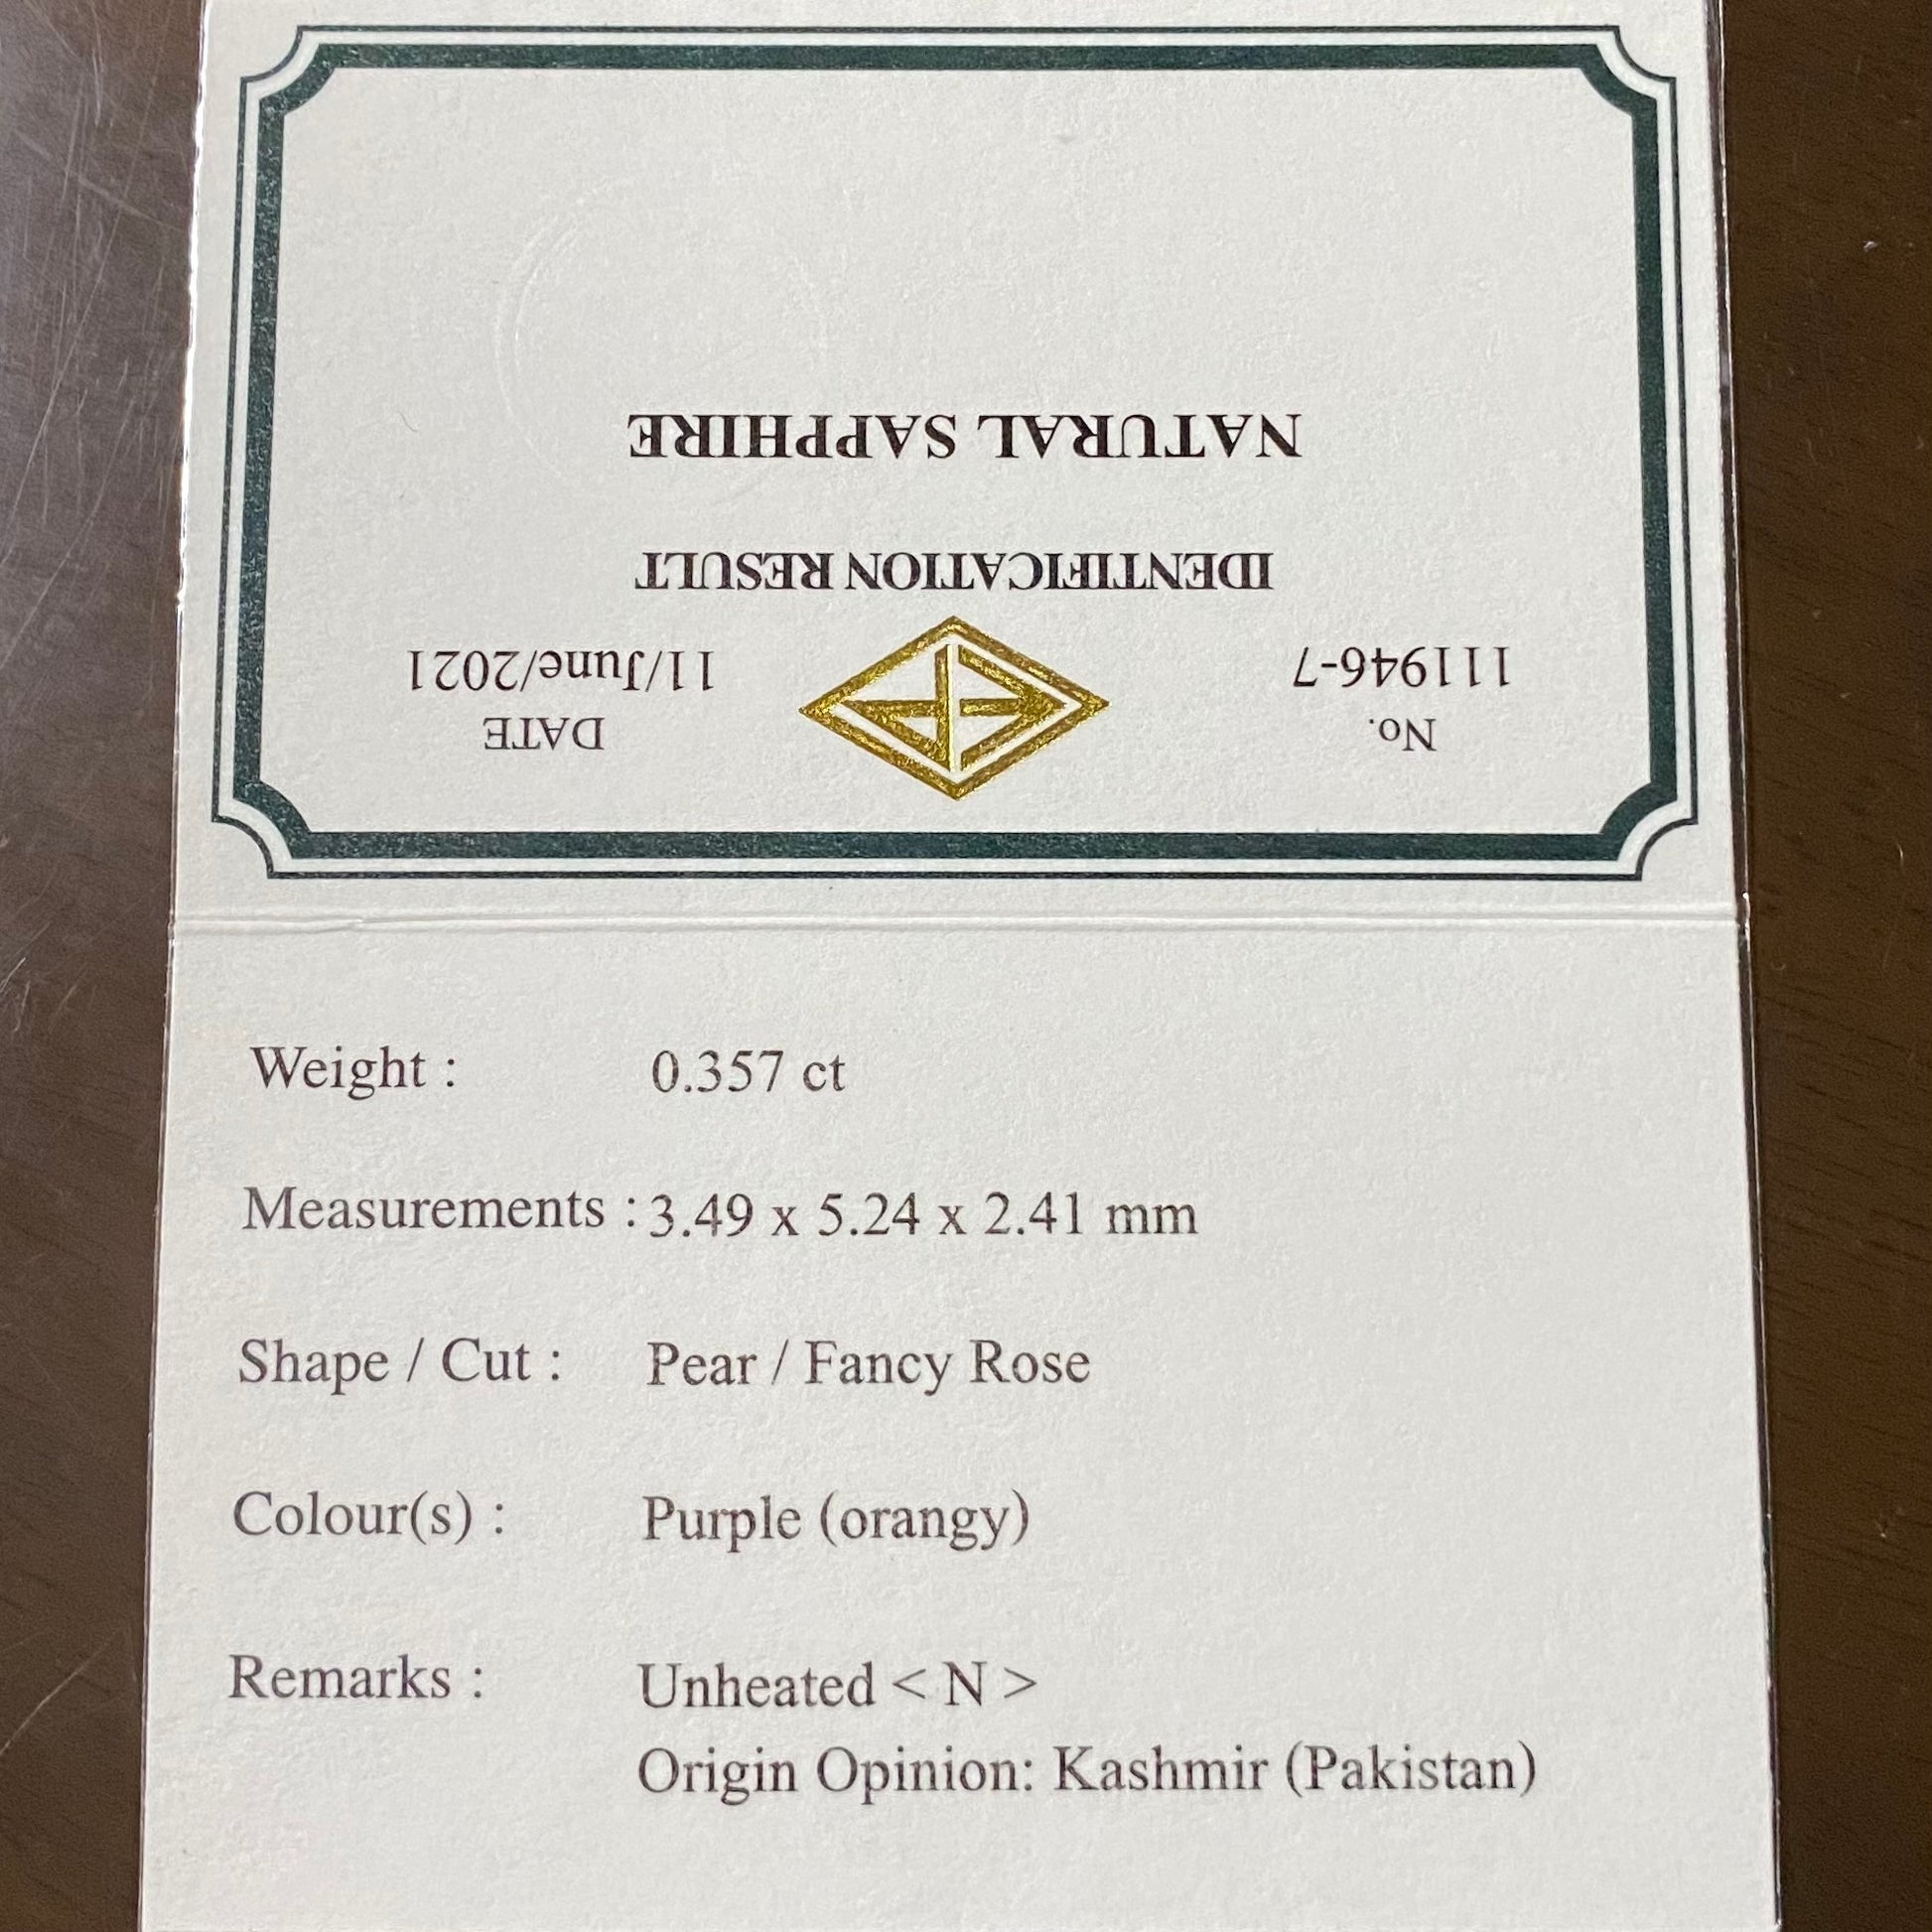 No.
111946-7
DATE
11/June/2021
IDENTIFICATION RESULT
NATURAL SAPPHIRE
Weight : 0.357 ct
Measurements : 3.49 x 5.24 x 2.41 mm
Shape / Cut : Pear / Fancy Rose
Colour(s) : Purple (orangy)
Remarks : Unheated < N >
Origin Opinion: Kashmir (Pakistan)